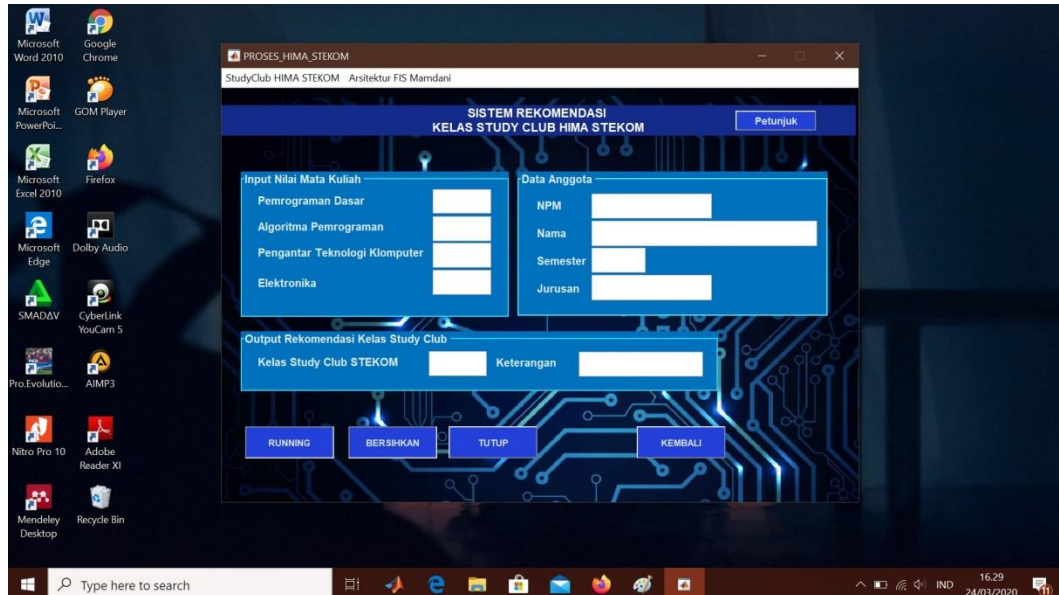 Microsoft
Word 2010
Google
Chrome
Microsoft
PowerPoi...
GOM Player
Microsoft
Excel 2010
Firefox
Microsoft
Edge
Dolby Audio
SMADΔV
CyberLink
YouCam 5
Pro.Evolutio...
AIMP3
Nitro Pro 10
Adobe
Reader XI
Mendeley
Desktop
Recycle Bin
PROSES_HIMA_STEKOM
StudyClub HIMA STEKOM Arsitektur FIS Mamdani
SISTEM REKOMENDASI
KELAS STUDY CLUB HIMA STEKOM
Petunjuk
Input Nilai Mata Kuliah
Pemrograman Dasar
Algoritma Pemrograman
Pengantar Teknologi Klomputer
Elektronika
Data Anggota
NPM
Nama
Semester
Jurusan
Output Rekomendasi Kelas Study Club
Kelas Study Club STEKOM Keterangan
RUNNING BERSIHKAN TUTUP KEMBALI
Type here to search
IND
16.29
24/03/2020
11